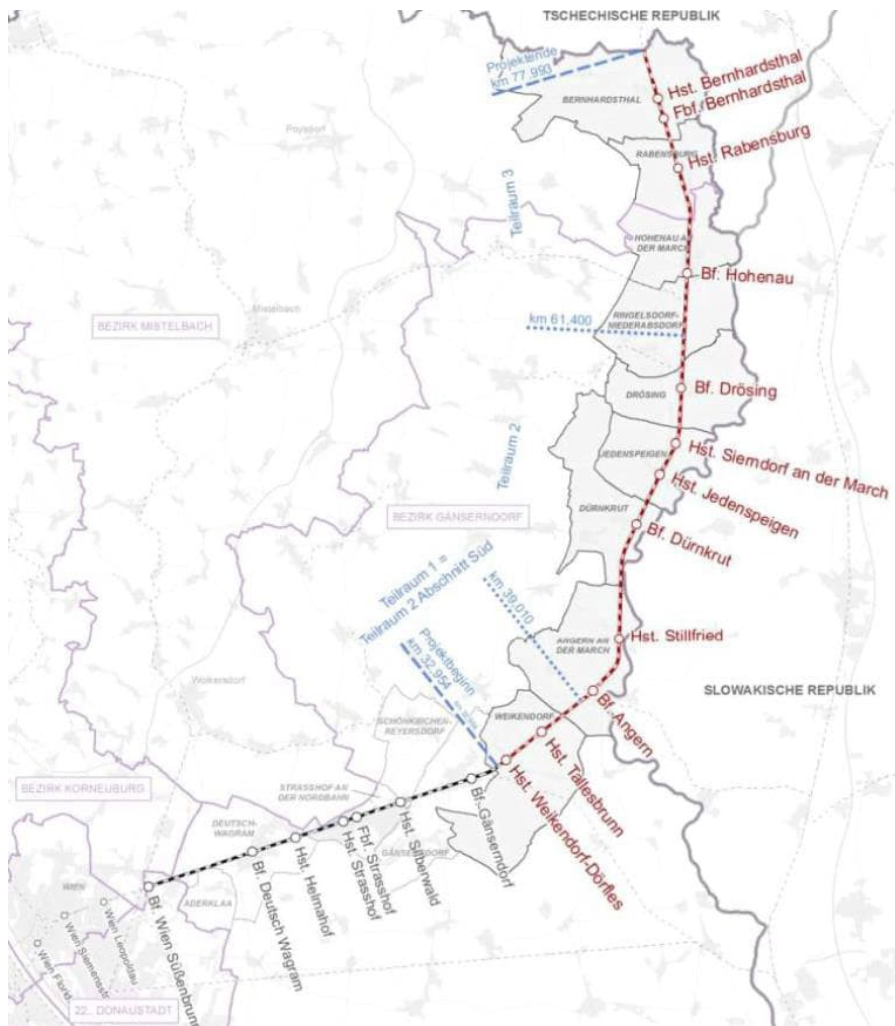 TSCHECHISCHE REPUBLIK
Projektende
km 77,993
BERNHARDSTHAL
Hst. Bernhardsthal
Fbf. Bernhardsthal
Poysdorf
RABENSBURG
Hst. Rabensburg
Teilraum 3
HOHENAU AN
DER MARCH
Bf. Hohenau
Mistelbach
BEZIRK MISTELBACH
km 61,400
RINGELSDORF-
NIEDERABSDORF
DRÖSING
Bf. Drösing
Teilraum 2
JEDENSPEIGEN
Hst. Sierndorf an der March
Hst. Jedenspeigen
DÜRNKRUT
BEZIRK GÄNSERNDORF
Bf. Dürnkrut
Teilraum 1 =
Teilraum 2 Abschnitt Süd
km 39,010
ANGERN AN
DER MARCH
Hst. Stillfried
Projektbeginn
km 32,954
Wolkersdorf
SLOWAKISCHE REPUBLIK
Bf. Angern
WEIKENDORF
SCHÖNKIRCHEN-
REYERSDORF
Hst. Tallesbrunn
Hst. Weikendorf-Dörfles
BEZIRK KORNEUBURG
STRASSHOF AN
DER NORDBAHN
Bf. Gänserndorf
DEUTSCH-
WAGRAM
GÄNSERNDORF
Hst. Silberwald
Fbf. Strasshof
Hst. Strasshof
Hst. Helmahof
Bf. Deutsch Wagram
ADERKLAA
WIEN
Bf. Wien Süßenbrunn
Wien Leopoldau
Wien Siemensstr
Wien Florid
22., DONAUSTADT